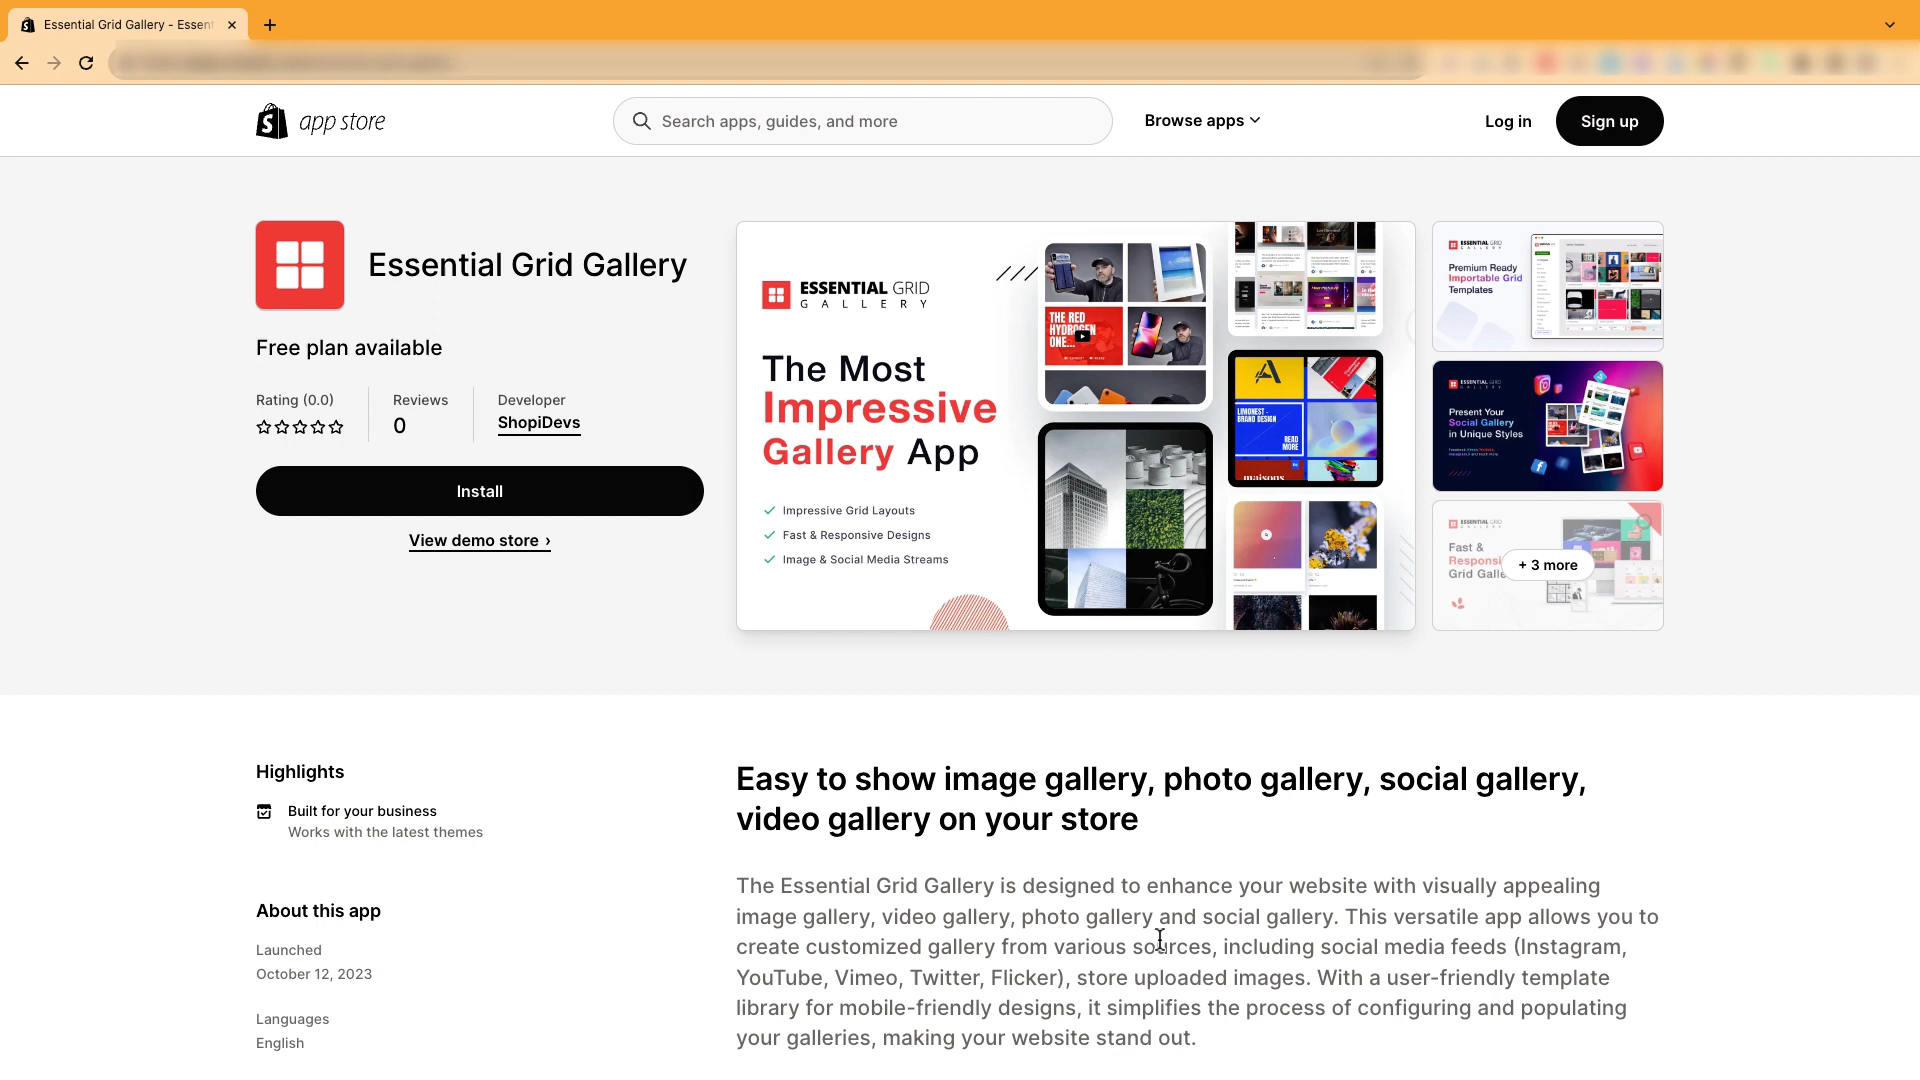 Essential Grid Gallery - Essen
app store
Search apps, guides, and more
Browse apps
Log in
Sign up
Essential Grid Gallery
Free plan available
Rating (0.0)
Reviews
0
Developer
ShopiDevs
Install
View demo store ›
ESSENTIAL GRID
GALLERY
The Most
Impressive
Gallery App
Impressive Grid Layouts
Fast & Responsive Designs
Image & Social Media Streams
THE RED
HYDROGEN
ONE...
LIMONEST -
BRAND DESIGN
READ
MORE
maisons
ESSENTIAL GRID
GALLERY
Premium Ready
Importable Grid
Templates
ESSENTIAL GRID
GALLERY
Present Your
Social Gallery
in Unique Styles
ESSENTIAL GRID
GALLERY
Fast &
Responsi
Grid Galle
+ 3 more
Highlights
Built for your business
Works with the latest themes
About this app
Launched
October 12, 2023
Languages
English
Easy to show image gallery, photo gallery, social gallery,
video gallery on your store
The Essential Grid Gallery is designed to enhance your website with visually appealing
image gallery, video gallery, photo gallery and social gallery. This versatile app allows you to
create customized gallery from various sources, including social media feeds (Instagram,
YouTube, Vimeo, Twitter, Flicker), store uploaded images. With a user-friendly template
library for mobile-friendly designs, it simplifies the process of configuring and populating
your galleries, making your website stand out.